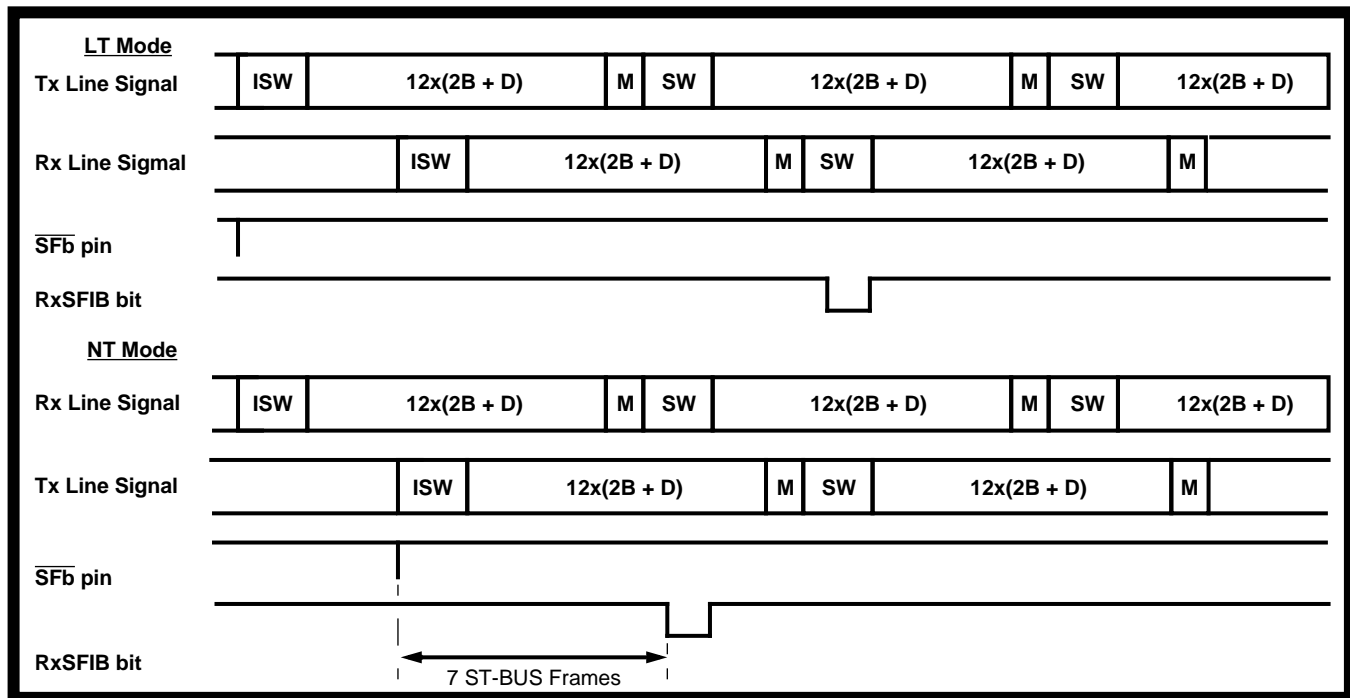 LT Mode
Tx Line Signal ISW 12x(2B + D) M SW 12x(2B + D) M SW 12x(2B + D)
Rx Line Sigmal ISW 12x(2B + D) M SW 12x(2B + D) M
SFb pin
RxSFIB bit
NT Mode
Rx Line Signal ISW 12x(2B + D) M SW 12x(2B + D) M SW 12x(2B + D)
Tx Line Signal ISW 12x(2B + D) M SW 12x(2B + D) M
SFb pin
RxSFIB bit
7 ST-BUS Frames